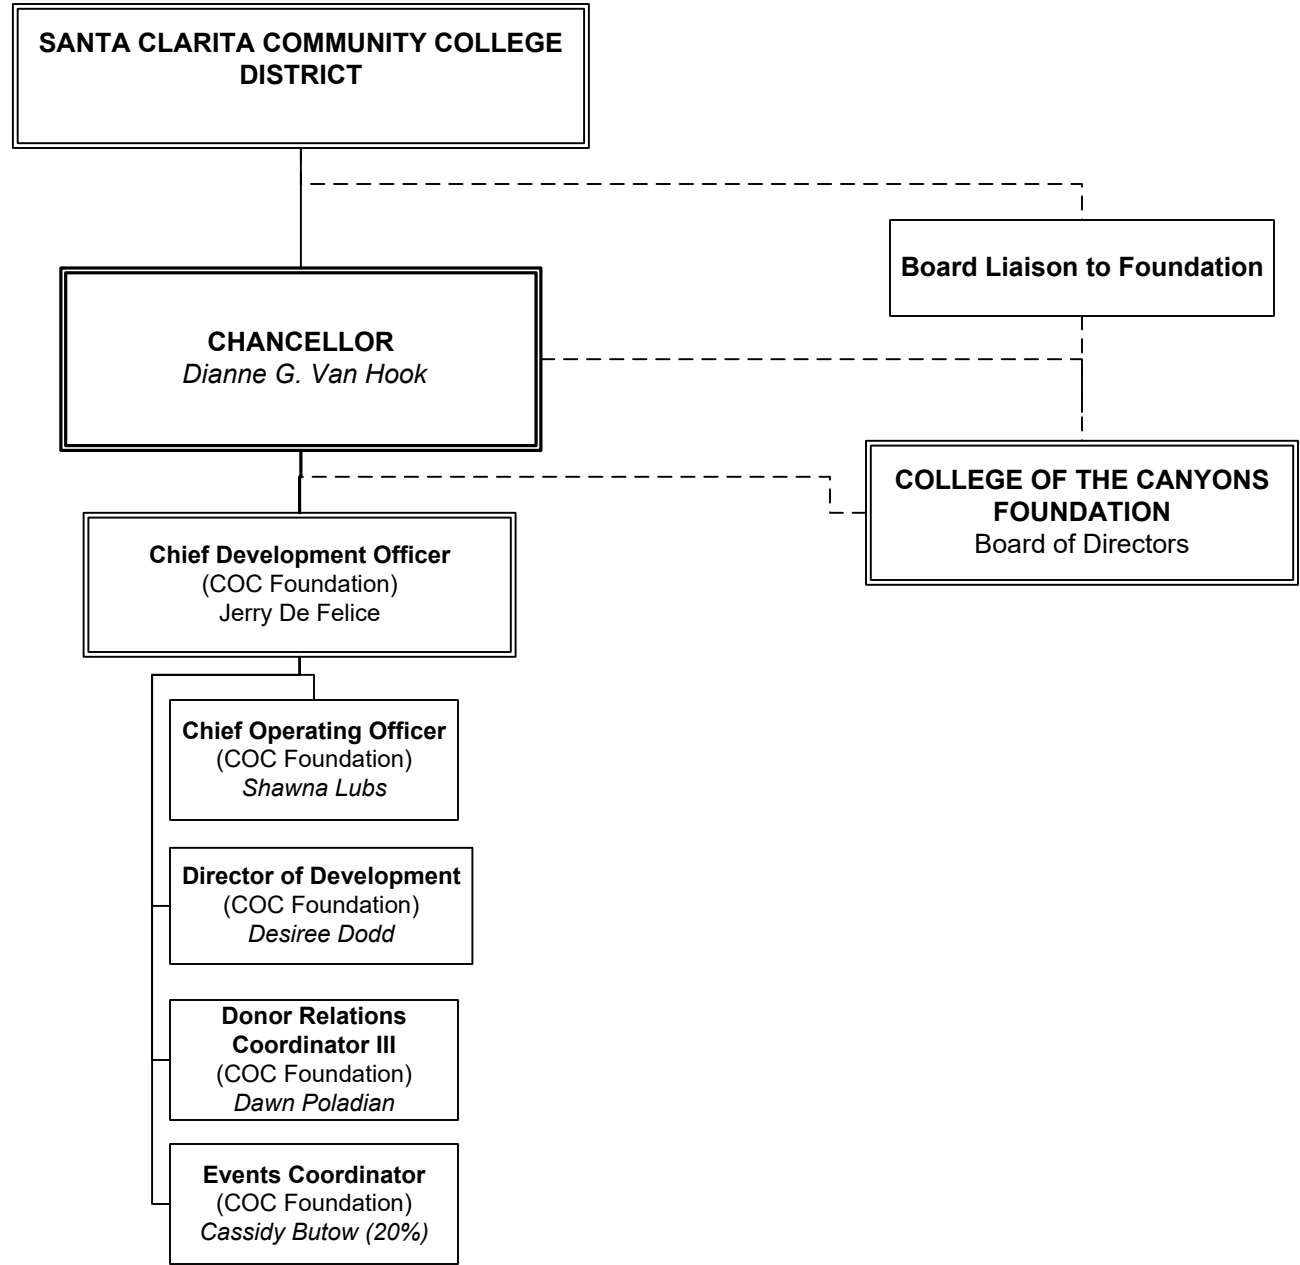 SANTA CLARITA COMMUNITY COLLEGE
DISTRICT
Board Liaison to Foundation
CHANCELLOR
Dianne G. Van Hook
COLLEGE OF THE CANYONS
FOUNDATION
Board of Directors
Chief Development Officer
(COC Foundation)
Jerry De Felice
Chief Operating Officer
(COC Foundation)
Shawna Lubs
Director of Development
(COC Foundation)
Desiree Dodd
Donor Relations
Coordinator III
(COC Foundation)
Dawn Poladian
Events Coordinator
(COC Foundation)
Cassidy Butow (20%)